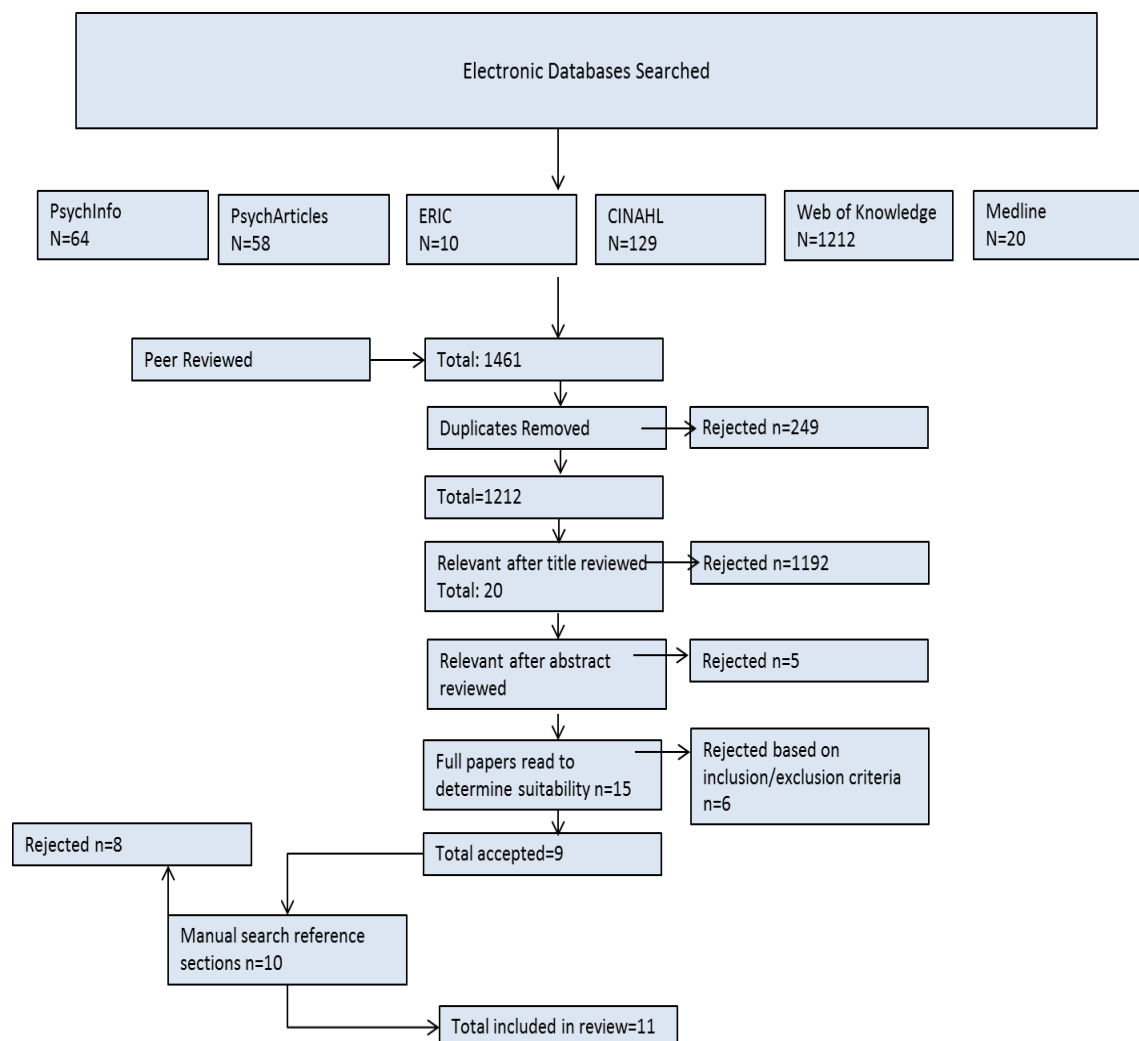 Electronic Databases Searched
PsychInfo
N=64
PsychArticles
N=58
ERIC
N=10
CINAHL
N=129
Web of Knowledge
N=1212
Medline
N=20
Peer Reviewed
Total: 1461
Duplicates Removed
Rejected n=249
Total=1212
Relevant after title reviewed
Total: 20
Rejected n=1192
Relevant after abstract
reviewed
Rejected n=5
Full papers read to
determine suitability n=15
Rejected based on
inclusion/exclusion criteria
n=6
Total accepted=9
Rejected n=8
Manual search reference
sections n=10
Total included in review=11